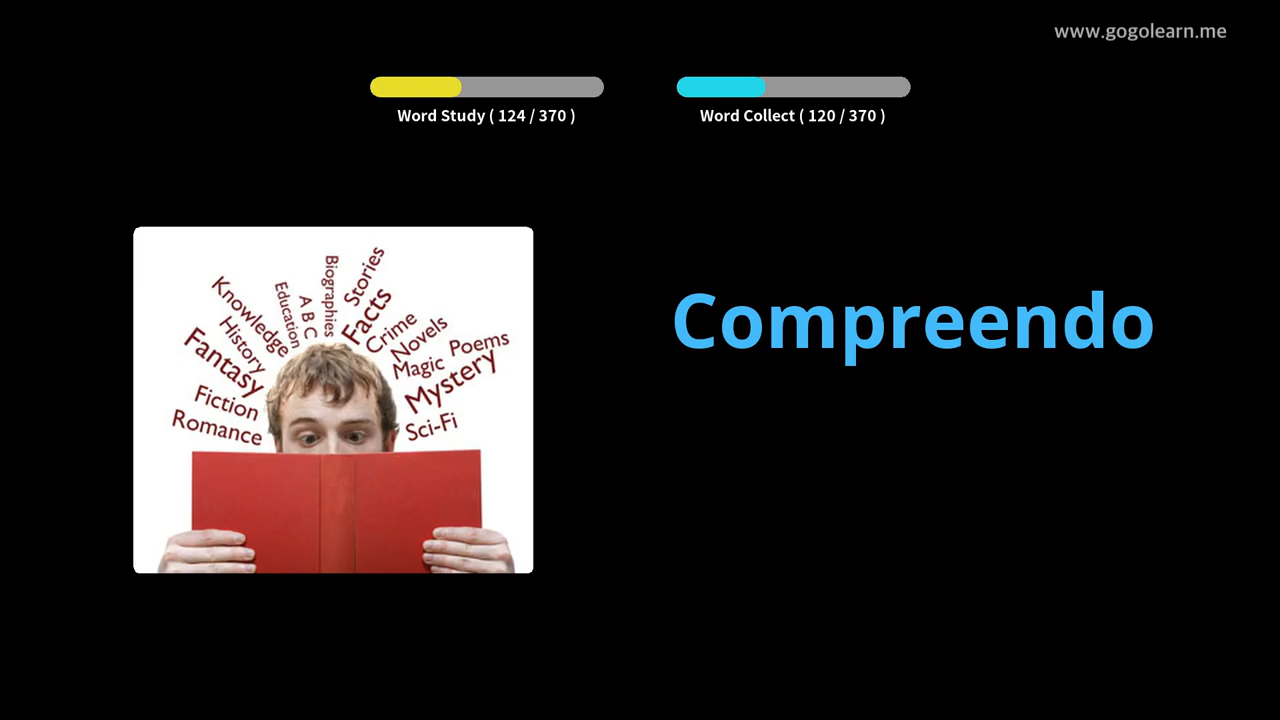 www.gogolearn.me
Word Study ( 124 / 370 )
Word Collect ( 120 / 370 )
Compreendo
Romance
Fiction
Fantasy
History
Knowledge
Education
A B C
Biographies
Stories
Facts
Crime
Novels
Magic
Poems
Mystery
Sci-Fi